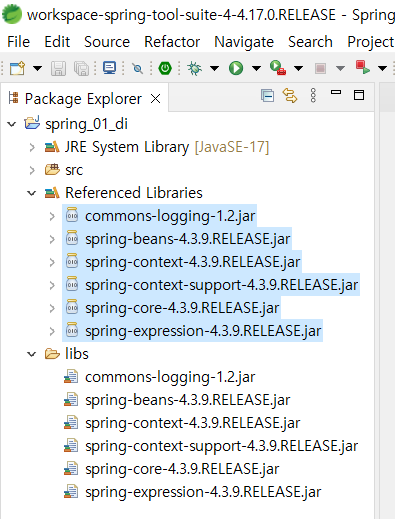 workspace-spring-tool-suite-4-4.17.0.RELEASE - Spring
File Edit Source Refactor Navigate Search Project
Package Explorer
spring_01_di
JRE System Library [JavaSE-17]
src
Referenced Libraries
commons-logging-1.2.jar
spring-beans-4.3.9.RELEASE.jar
spring-context-4.3.9.RELEASE.jar
spring-context-support-4.3.9.RELEASE.jar
spring-core-4.3.9.RELEASE.jar
spring-expression-4.3.9.RELEASE.jar
libs
commons-logging-1.2.jar
spring-beans-4.3.9.RELEASE.jar
spring-context-4.3.9.RELEASE.jar
spring-context-support-4.3.9.RELEASE.jar
spring-core-4.3.9.RELEASE.jar
spring-expression-4.3.9.RELEASE.jar